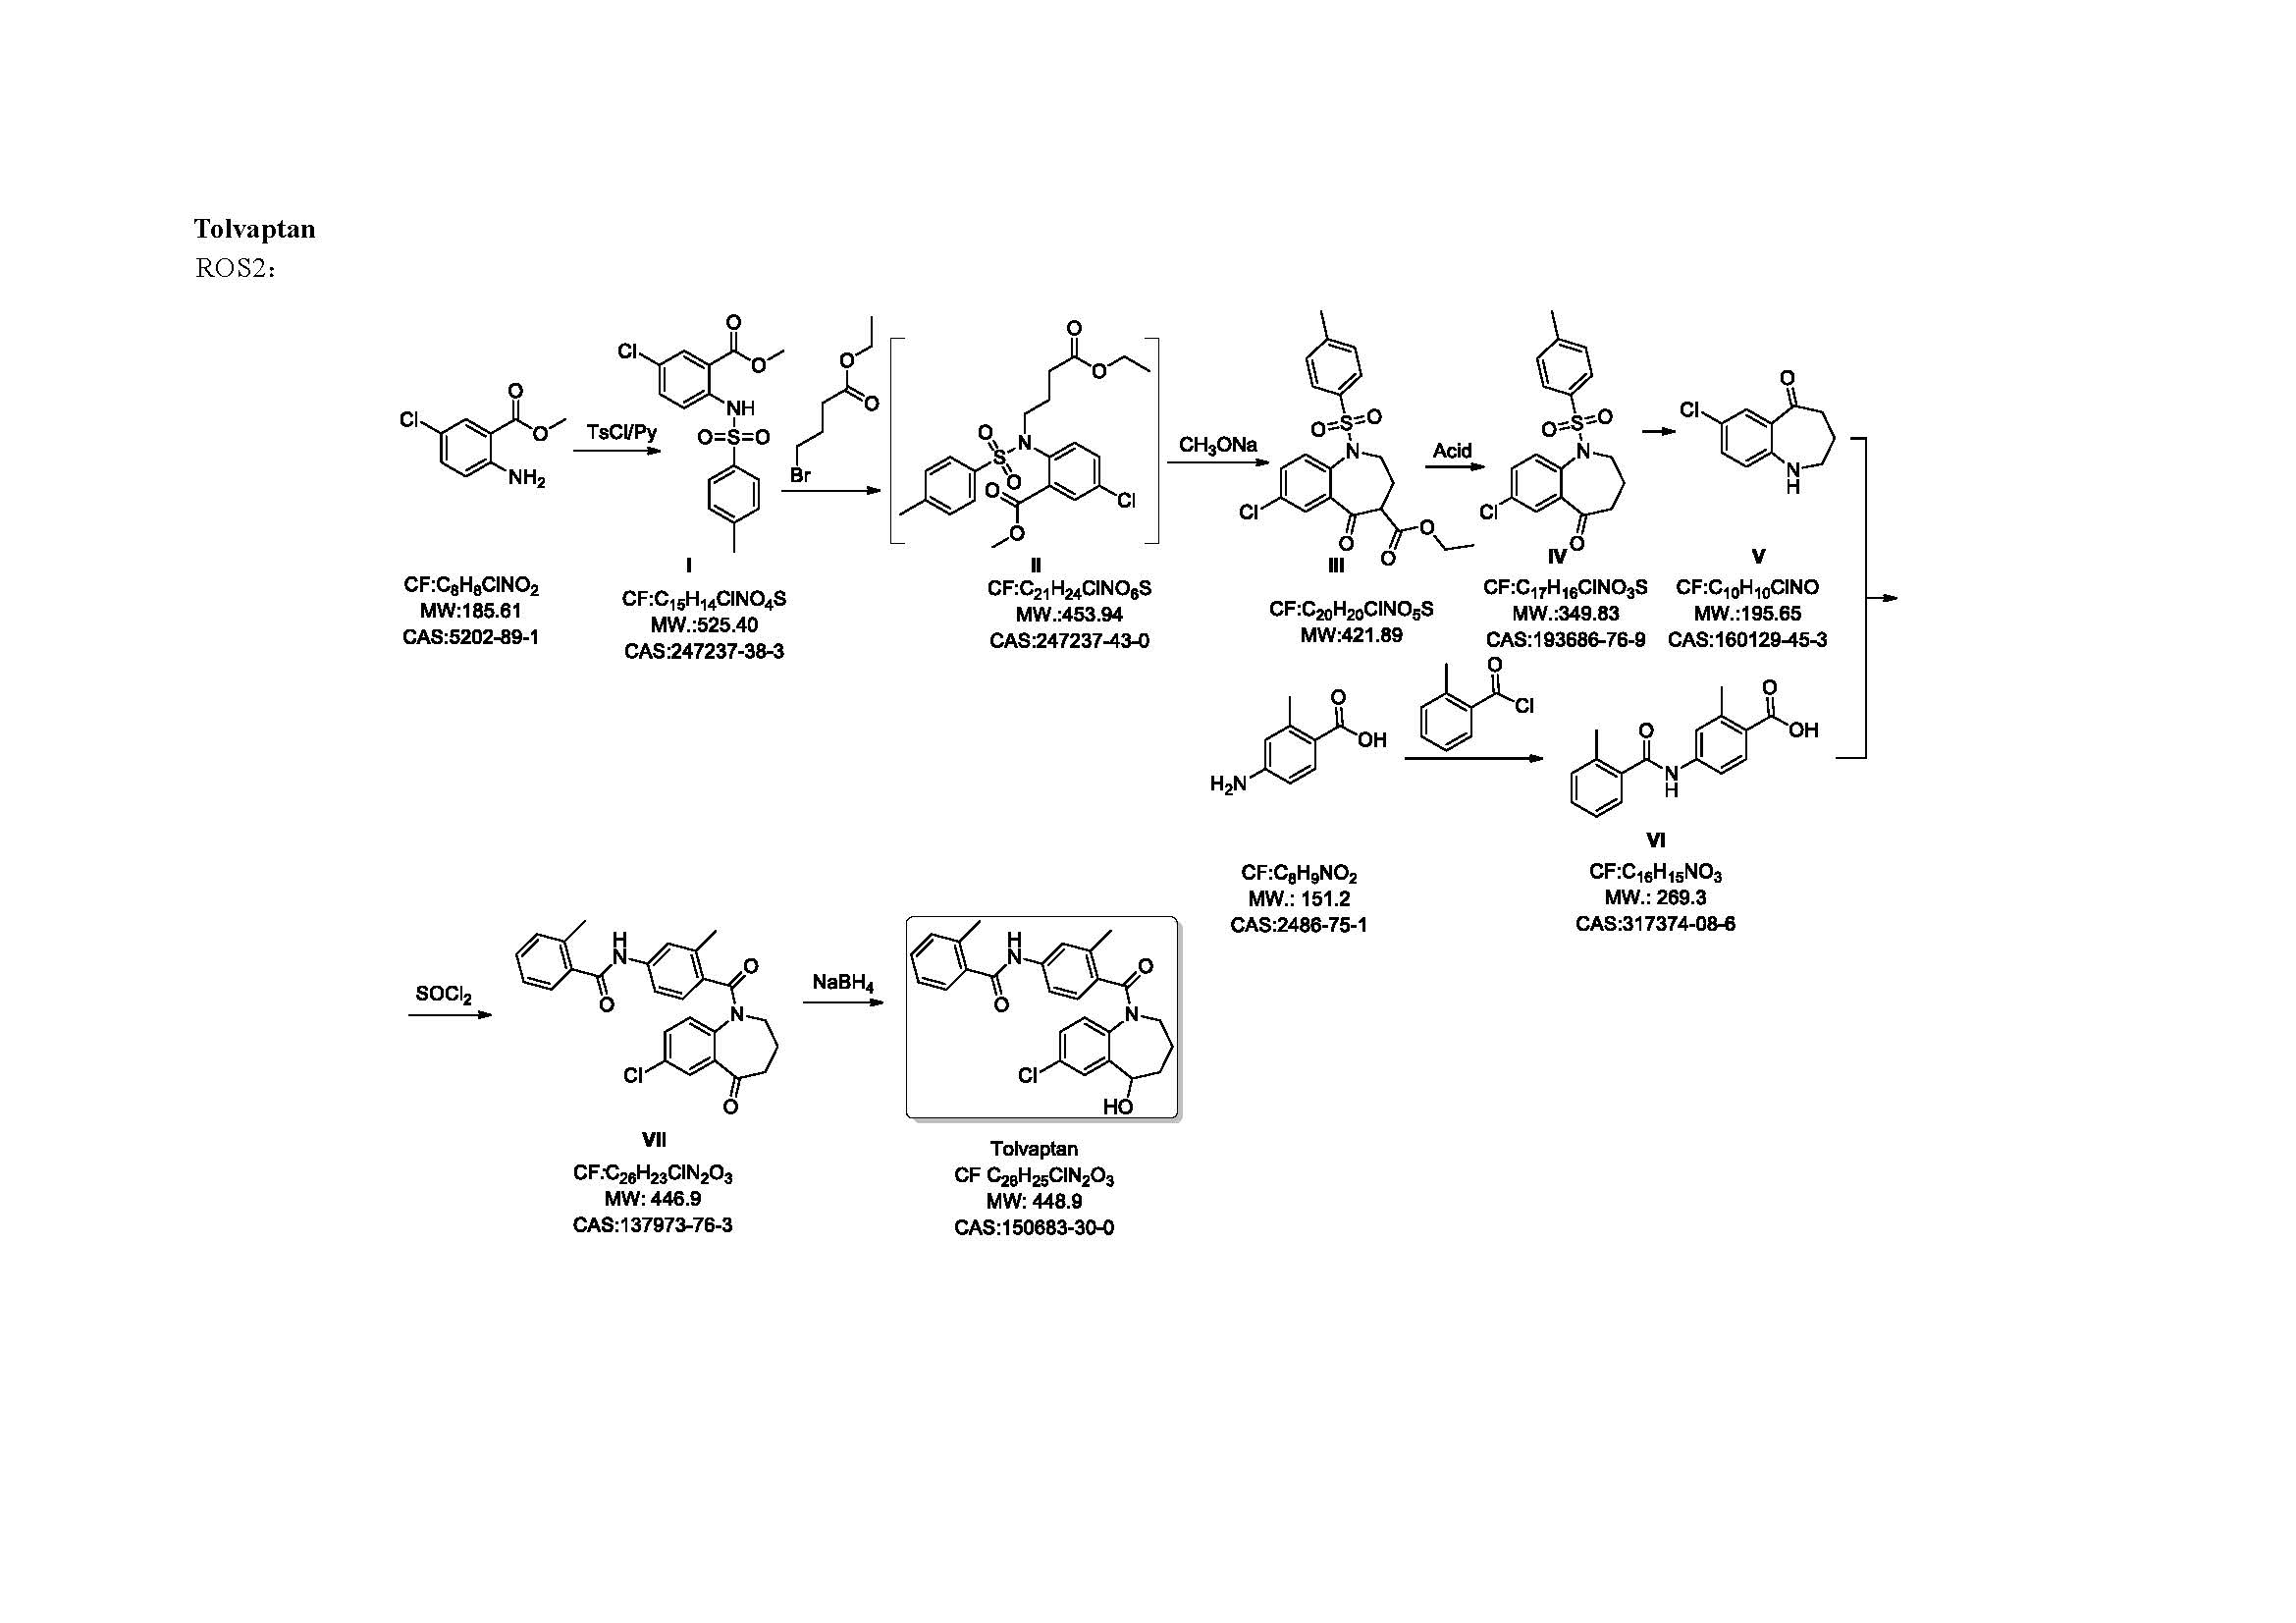 Tolvaptan
ROS2:
Cl
O
O
NH2
TsCl/Py
Cl
O
O
NH
O=S=O
O
O
Br
O
O
O
S
O
N
O
O
Cl
CH3ONa
O
S
O
N
Cl
O
O
O
Acid
O
S
O
N
Cl
O
O
Cl
N
H
I
II
III
IV
V
CF:C8H8ClNO2
MW:185.61
CAS:5202-89-1
CF:C15H14ClNO4S
MW.:525.40
CAS:247237-38-3
CF:C21H24ClNO6S
MW.:453.94
CAS:247237-43-0
CF:C20H20ClNO5S
MW:421.89
CF:C17H16ClNO3S
MW.:349.83
CAS:193686-76-9
CF:C10H10ClNO
MW.:195.65
CAS:160129-45-3
O
OH
H2N
O
Cl
O
N
H
O
OH
VI
CF:C8H9NO2
MW.: 151.2
CAS:2486-75-1
CF:C16H15NO3
MW.: 269.3
CAS:317374-08-6
SOCl2
H
N
O
O
N
Cl
O
NaBH4
H
N
O
O
N
Cl
HO
VII
CF:C26H23ClN2O3
MW: 446.9
CAS:137973-76-3
Tolvaptan
CF C26H25ClN2O3
MW: 448.9
CAS:150683-30-0